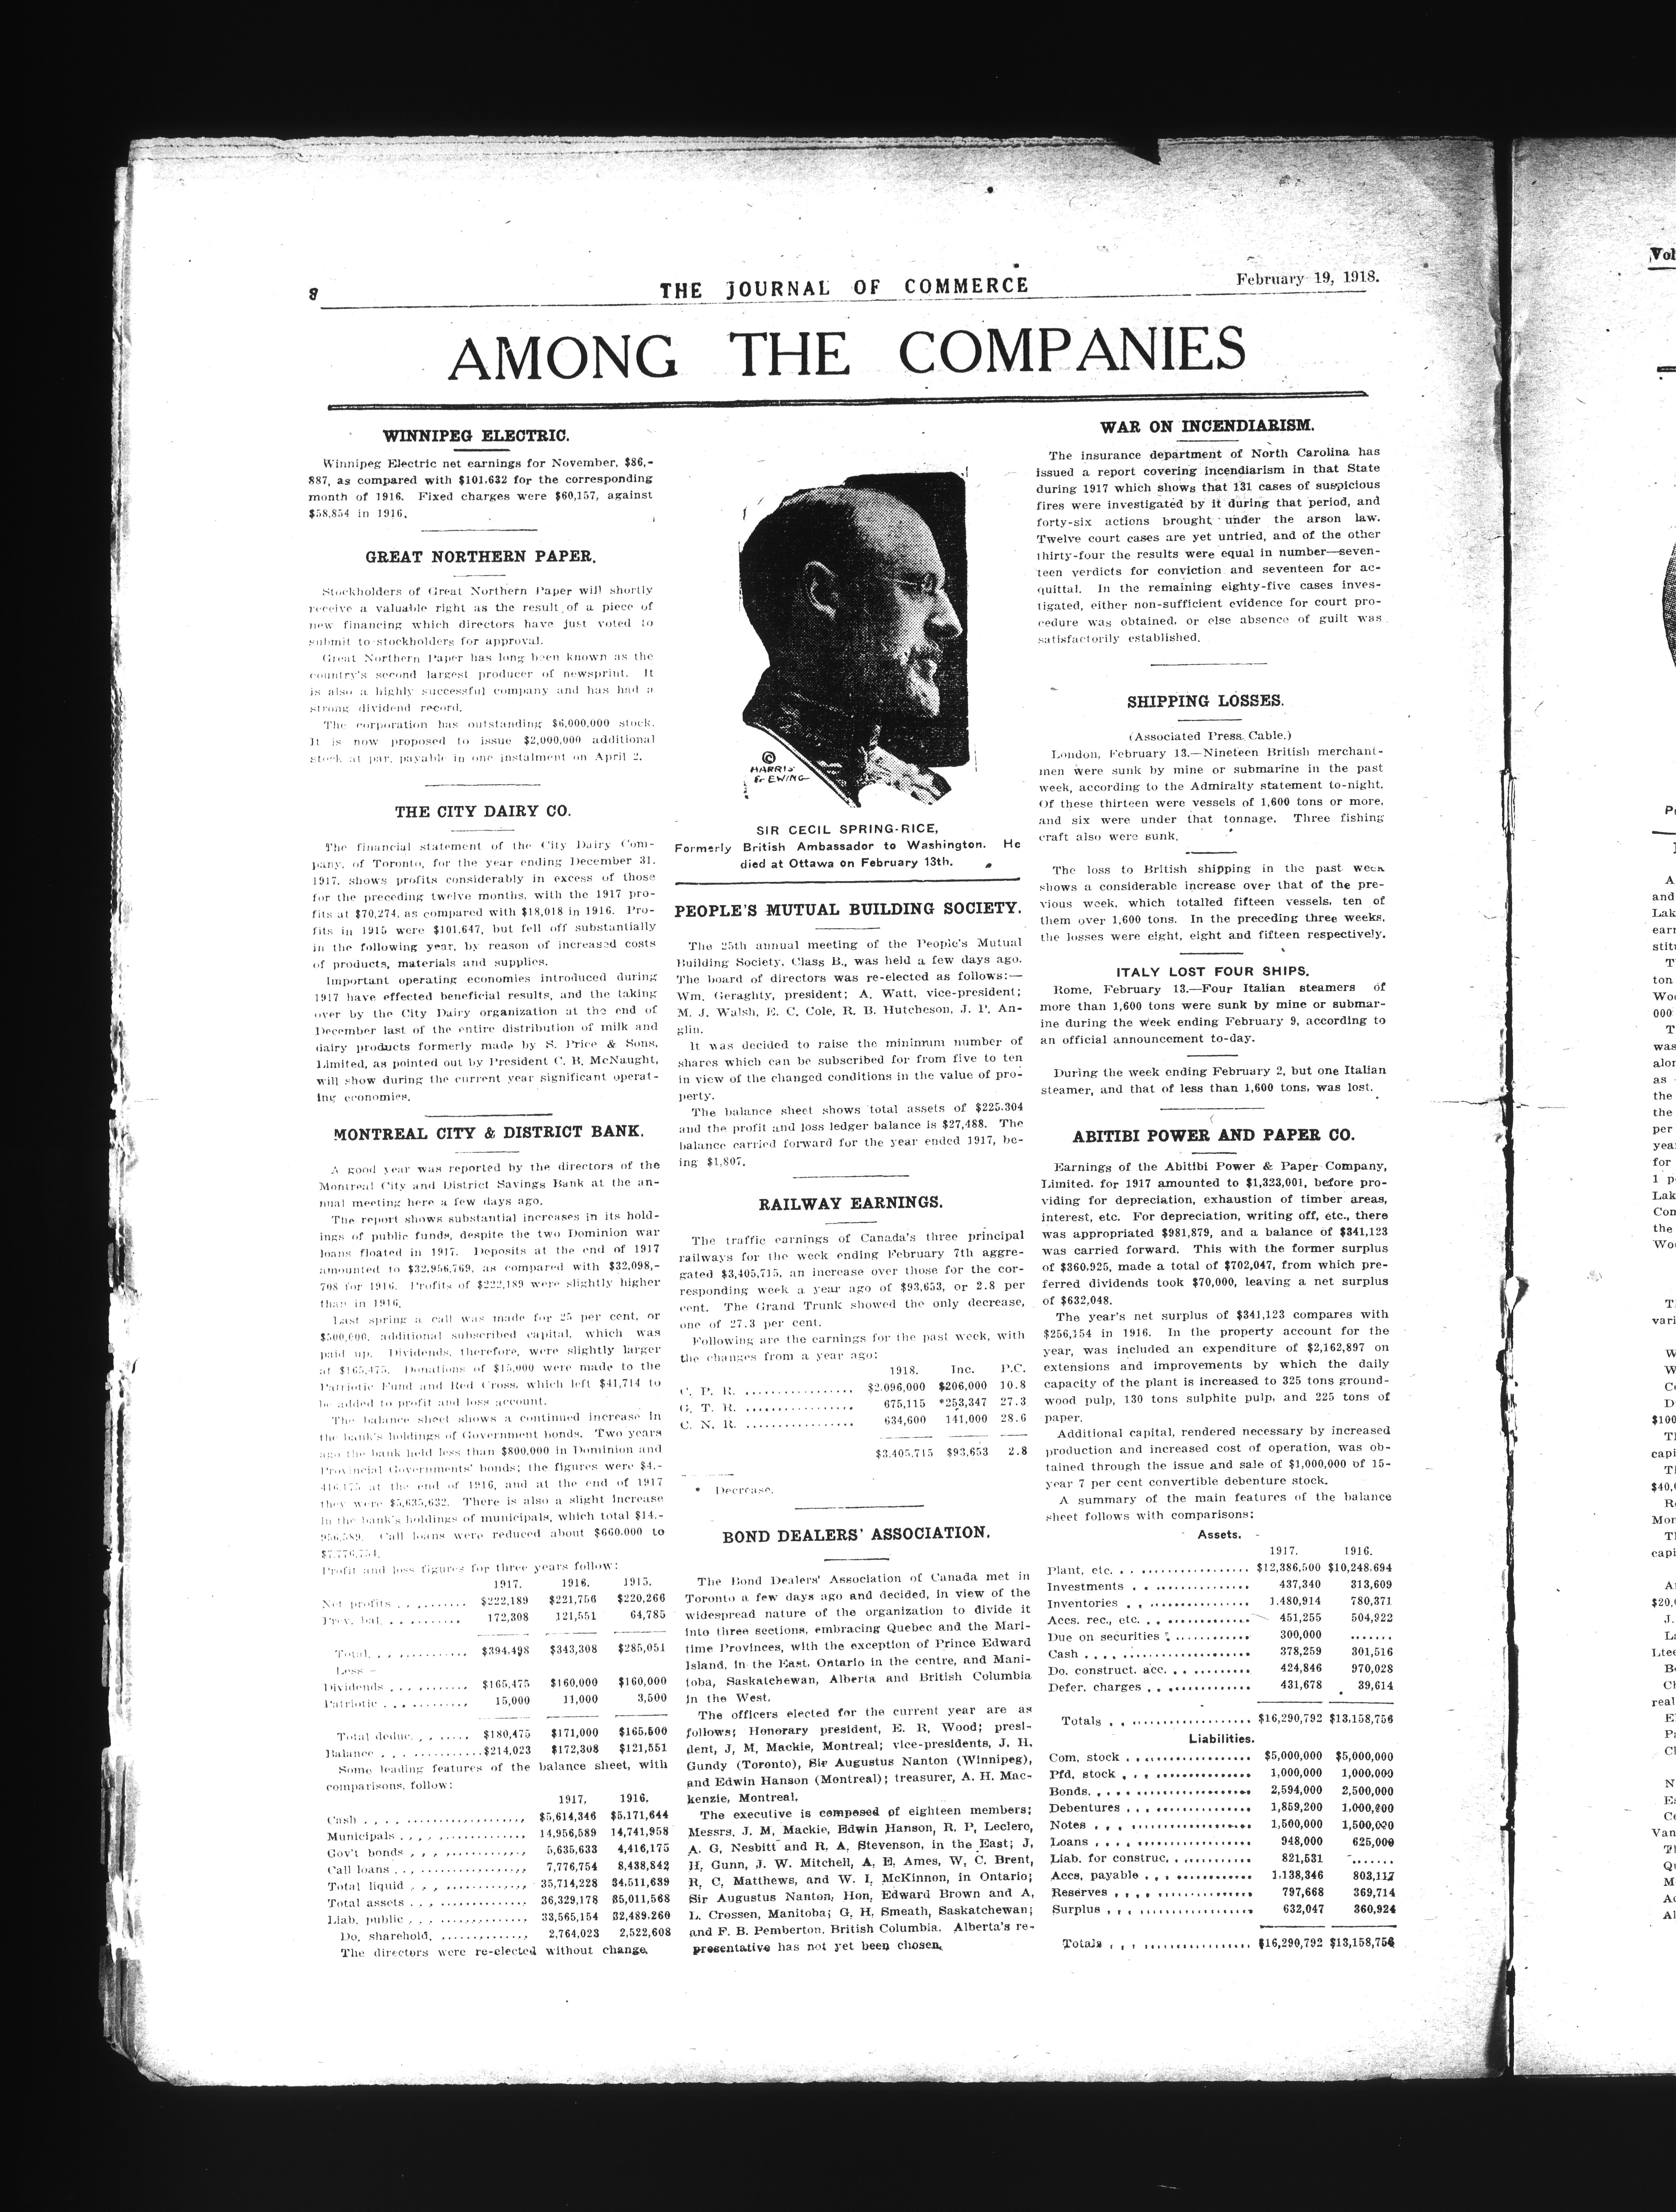 8
THE JOURNAL OF COMMERCE
February 19, 1918.
AMONG THE COMPANIES
WINNIPEG ELECTRIC.
Winnipeg Electric net earnings for November, $86,-
887, as compared with $101,632 for the corresponding
month of 1916. Fixed charges were $60,157, against
$58,854 in 1916.
GREAT NORTHERN PAPER.
Stockholders of Great Northern Paper will shortly
receive a valuable right as the result of a piece of
new financing which directors have just voted to
submit to stockholders for approval.
Great Northern Paper has long been known as the
country's second largest producer of newsprint. It
is also a highly successful company and has had a
strong dividend record.
The corporation has outstanding $6,000,000 stock.
It is now proposed to issue $2,000,000 additional
stock at par, payable in one instalment on April 2.
THE CITY DAIRY CO.
The financial statement of the City Dairy Com-
pany, of Toronto, for the year ending December 31,
1917, shows profits considerably in excess of those
for the preceding twelve months, with the 1917 pro-
fits at $70,274, as compared with $18,018 in 1916. Pro-
fits in 1915 were $101,647, but fell off substantially
in the following year, by reason of increased costs
of products, materials and supplies.
Important operating economies introduced during
1917 have effected beneficial results, and the taking
over by the City Dairy organization at the end of
December last of the entire distribution of milk and
dairy products formerly made by S. Price & Sons,
Limited, as pointed out by President C. B. McNaught,
will show during the current year significant operat-
ing economies.
MONTREAL CITY & DISTRICT BANK.
A good year was reported by the directors of the
Montreal City and District Savings Bank at the an-
nual meeting here a few days ago.
The report shows substantial increases in its hold-
ings of public funds, despite the two Dominion war
loans floated in 1917. Deposits at the end of 1917
amounted to $32,956,769, as compared with $32,098,-
708 for 1916. Profits of $222,189 were slightly higher
than in 1916.
Last spring a call was made for 25 per cent, or
$500,000, additional subscribed capital, which was
paid up. Dividends, therefore, were slightly larger
at $165,475. Donations of $15,000 were made to the
Patriotic Fund and Red Cross, which left $41,714 to
be added to profit and loss account.
The balance sheet shows a continued increase in
the bank's holdings of Government bonds. Two years
ago the bank held less than $800,000 in Dominion and
Provincial Governments' bonds; the figures were $4,-
416,175 at the end of 1916, and at the end of 1917
they were $5,635,632. There is also a slight increase
in the bank's holdings of municipals, which total $14,-
956,589. Call loans were reduced about $660,000 to
$7,776,754.
Profit and loss figures for three years follow:
1917. 1916. 1915.
Net profits . . . . . . . . . . $222,189 $221,756 $220,266
Prev. bal. . . . . . . . . . . 172,308 121,551 64,785
Total. . . . . . . . . . . . . $394,498 $343,308 $285,051
Less—
Dividends . . . . . . . . . . . $165,475 $160,000 $160,000
Patriotic . . . . . . . . . . . 15,000 11,000 3,500
Total deduc. . . . . . . . $180,475 $171,000 $165,500
Balance . . . . . . . . . . . . . $214,023 $172,308 $121,551
Some leading features of the balance sheet, with
comparisons, follow:
1917. 1916.
Cash . . . . . . . . . . . . . . . . . $5,614,346 $5,171,644
Municipals . . . . . . . . . . . . . . 14,956,589 14,741,958
Gov't bonds . . . . . . . . . . . . . 5,635,633 4,416,175
Call loans . . . . . . . . . . . . . . 7,776,754 8,438,842
Total liquid . . . . . . . . . . . . . 35,714,228 34,511,639
Total assets . . . . . . . . . . . . . 36,329,178 35,011,568
Liab. public . . . . . . . . . . . . . 33,565,154 32,489,260
Do. sharehold. . . . . . . . . . . . . 2,764,023 2,522,608
The directors were re-elected without change.
© HARRIS
& EWING
SIR CECIL SPRING-RICE,
Formerly British Ambassador to Washington. He
died at Ottawa on February 13th.
PEOPLE'S MUTUAL BUILDING SOCIETY.
The 25th annual meeting of the People's Mutual
Building Society, Class B., was held a few days ago.
The board of directors was re-elected as follows:—
Wm. Geraghty, president; A. Watt, vice-president;
M. J. Walsh, E. C. Cole, R. B. Hutcheson, J. P. An-
glin.
It was decided to raise the minimum number of
shares which can be subscribed for from five to ten
in view of the changed conditions in the value of pro-
perty.
The balance sheet shows total assets of $225,304
and the profit and loss ledger balance is $27,488. The
balance carried forward for the year ended 1917, be-
ing $1,807.
RAILWAY EARNINGS.
The traffic earnings of Canada's three principal
railways for the week ending February 7th aggre-
gated $3,405,715, an increase over those for the cor-
responding week a year ago of $93,653, or 2.8 per
cent. The Grand Trunk showed the only decrease,
one of 27.3 per cent.
Following are the earnings for the past week, with
the changes from a year ago:
1918. Inc. P.C.
C. P. R. . . . . . . . . . . . . . . . . $2,096,000 $206,000 10.8
G. T. R. . . . . . . . . . . . . . . . . 675,115 *253,347 27.3
C. N. R. . . . . . . . . . . . . . . . . 634,600 141,000 28.6
$3,405,715 $93,653 2.8
* Decrease.
BOND DEALERS' ASSOCIATION.
The Bond Dealers' Association of Canada met in
Toronto a few days ago and decided, in view of the
widespread nature of the organization to divide it
into three sections, embracing Quebec and the Mari-
time Provinces, with the exception of Prince Edward
Island, in the East, Ontario in the centre, and Mani-
toba, Saskatchewan, Alberta and British Columbia
in the West.
The officers elected for the current year are as
follows; Honorary president, E. R. Wood; presi-
dent, J. M. Mackie, Montreal; vice-presidents, J. H.
Gundy (Toronto), Sir Augustus Nanton (Winnipeg),
and Edwin Hanson (Montreal); treasurer, A. H. Mac-
kenzie, Montreal.
The executive is composed of eighteen members;
Messrs. J. M. Mackie, Edwin Hanson, R. P. Leclerc,
A. G. Nesbitt and R. A. Stevenson, in the East; J.
H. Gunn, J. W. Mitchell, A. E. Ames, W. C. Brent,
R. C. Matthews, and W. I. McKinnon, in Ontario;
Sir Augustus Nanton, Hon. Edward Brown and A.
L. Crossen, Manitoba; G. H. Smeath, Saskatchewan;
and F. B. Pemberton, British Columbia. Alberta's re-
presentative has not yet been chosen.
WAR ON INCENDIARISM.
The insurance department of North Carolina has
issued a report covering incendiarism in that State
during 1917 which shows that 131 cases of suspicious
fires were investigated by it during that period, and
forty-six actions brought under the arson law.
Twelve court cases are yet untried, and of the other
thirty-four the results were equal in number—seven-
teen verdicts for conviction and seventeen for ac-
quittal. In the remaining eighty-five cases inves-
tigated, either non-sufficient evidence for court pro-
cedure was obtained, or else absence of guilt was
satisfactorily established.
SHIPPING LOSSES.
(Associated Press Cable.)
London, February 13.—Nineteen British merchant-
men were sunk by mine or submarine in the past
week, according to the Admiralty statement to-night.
Of these thirteen were vessels of 1,600 tons or more,
and six were under that tonnage. Three fishing
craft also were sunk.
The loss to British shipping in the past week
shows a considerable increase over that of the pre-
vious week, which totalled fifteen vessels, ten of
them over 1,600 tons. In the preceding three weeks,
the losses were eight, eight and fifteen respectively.
ITALY LOST FOUR SHIPS.
Rome, February 13.—Four Italian steamers of
more than 1,600 tons were sunk by mine or submar-
ine during the week ending February 9, according to
an official announcement to-day.
During the week ending February 2, but one Italian
steamer, and that of less than 1,600 tons, was lost.
ABITIBI POWER AND PAPER CO.
Earnings of the Abitibi Power & Paper Company,
Limited, for 1917 amounted to $1,323,001, before pro-
viding for depreciation, exhaustion of timber areas,
interest, etc. For depreciation, writing off, etc., there
was appropriated $981,879, and a balance of $341,123
was carried forward. This with the former surplus
of $360,925, made a total of $702,047, from which pre-
ferred dividends took $70,000, leaving a net surplus
of $632,048.
The year's net surplus of $341,123 compares with
$256,154 in 1916. In the property account for the
year, was included an expenditure of $2,162,897 on
extensions and improvements by which the daily
capacity of the plant is increased to 325 tons ground-
wood pulp, 130 tons sulphite pulp, and 225 tons of
paper.
Additional capital, rendered necessary by increased
production and increased cost of operation, was ob-
tained through the issue and sale of $1,000,000 of 15-
year 7 per cent convertible debenture stock.
A summary of the main features of the balance
sheet follows with comparisons:
Assets.
1917. 1916.
Plant, etc. . . . . . . . . . . . . . . . $12,386,500 $10,248,694
Investments . . . . . . . . . . . . . . 437,340 313,609
Inventories . . . . . . . . . . . . . . . 1,480,914 780,371
Accs. rec., etc. . . . . . . . . . . . . 451,255 504,922
Due on securities . . . . . . . . . . . 300,000 .......
Cash . . . . . . . . . . . . . . . . . . 378,259 301,516
Do. construct. acc. . . . . . . . . . . 424,846 970,028
Defer. charges . . . . . . . . . . . . . 431,678 39,614
Totals . . . . . . . . . . . . . . . . . $16,290,792 $13,158,756
Liabilities.
Com. stock . . . . . . . . . . . . . . . $5,000,000 $5,000,000
Pfd. stock . . . . . . . . . . . . . . . 1,000,000 1,000,000
Bonds. . . . . . . . . . . . . . . . . . 2,594,000 2,500,000
Debentures . . . . . . . . . . . . . . . 1,859,200 1,000,000
Notes . . . . . . . . . . . . . . . . . . 1,500,000 1,500,000
Loans . . . . . . . . . . . . . . . . . . 948,000 625,000
Liab. for construc. . . . . . . . . . . . 821,531 .......
Accs. payable . . . . . . . . . . . . . . 1,138,346 803,117
Reserves . . . . . . . . . . . . . . . . 797,668 369,714
Surplus . . . . . . . . . . . . . . . . . 632,047 360,924
Totals . . . . . . . . . . . . . . . . . $16,290,792 $13,158,756
Vol